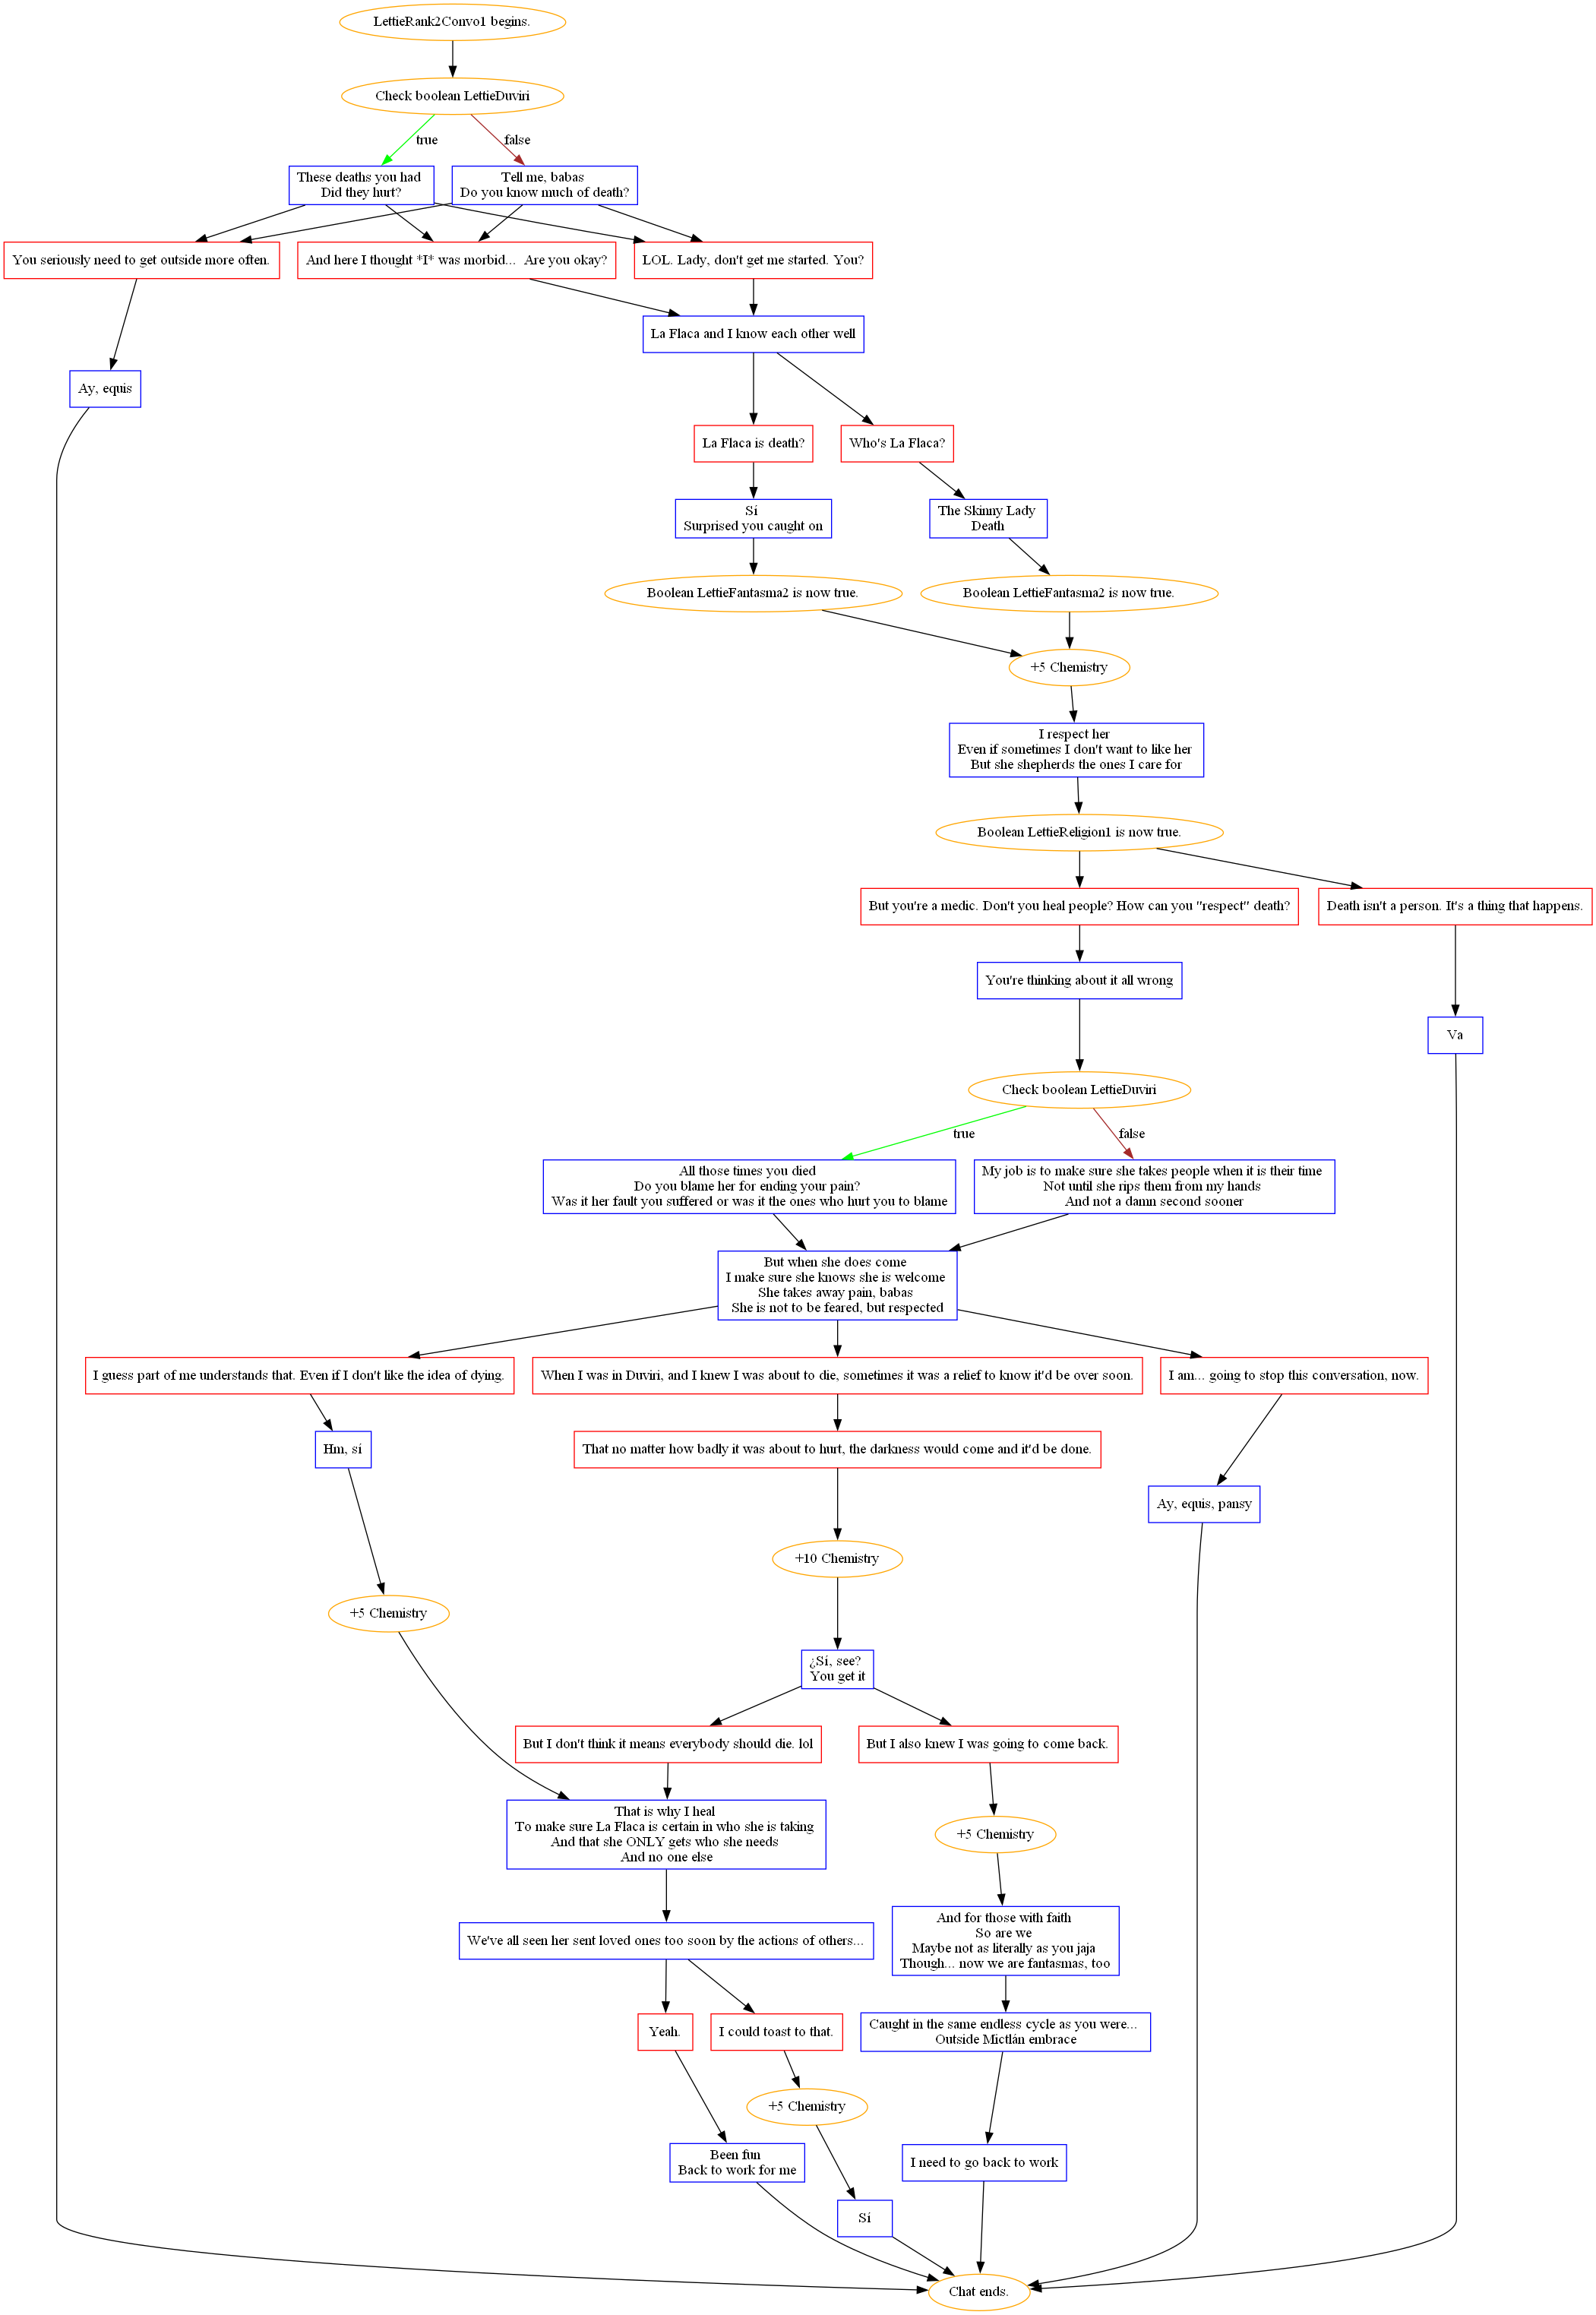 LettieRank2Convo1 begins.
Check boolean LettieDuviri
true
false
These deaths you had
Did they hurt?
Tell me, babas
Do you know much of death?
You seriously need to get outside more often.
And here I thought *I* was morbid... Are you okay?
LOL. Lady, don't get me started. You?
La Flaca and I know each other well
Ay, equis
La Flaca is death?
Who's La Flaca?
Sí
Surprised you caught on
The Skinny Lady
Death
Boolean LettieFantasma2 is now true.
Boolean LettieFantasma2 is now true.
+5 Chemistry
I respect her
Even if sometimes I don't want to like her
But she shepherds the ones I care for
Boolean LettieReligion1 is now true.
But you're a medic. Don't you heal people? How can you "respect" death?
Death isn't a person. It's a thing that happens.
You're thinking about it all wrong
Va
Check boolean LettieDuviri
true
false
All those times you died
Do you blame her for ending your pain?
Was it her fault you suffered or was it the ones who hurt you to blame
My job is to make sure she takes people when it is their time
Not until she rips them from my hands
And not a damn second sooner
But when she does come
I make sure she knows she is welcome
She takes away pain, babas
She is not to be feared, but respected
I guess part of me understands that. Even if I don't like the idea of dying.
When I was in Duviri, and I knew I was about to die, sometimes it was a relief to know it'd be over soon.
I am... going to stop this conversation, now.
Hm, sí
That no matter how badly it was about to hurt, the darkness would come and it'd be done.
Ay, equis, pansy
+10 Chemistry
+5 Chemistry
¿Sí, see?
You get it
But I don't think it means everybody should die. lol
But I also knew I was going to come back.
That is why I heal
To make sure La Flaca is certain in who she is taking
And that she ONLY gets who she needs
And no one else
+5 Chemistry
And for those with faith
So are we
Maybe not as literally as you jaja
Though... now we are fantasmas, too
We've all seen her sent loved ones too soon by the actions of others...
Caught in the same endless cycle as you were...
Outside Mictlán embrace
Yeah.
I could toast to that.
+5 Chemistry
Been fun
Back to work for me
I need to go back to work
Sí
Chat ends.